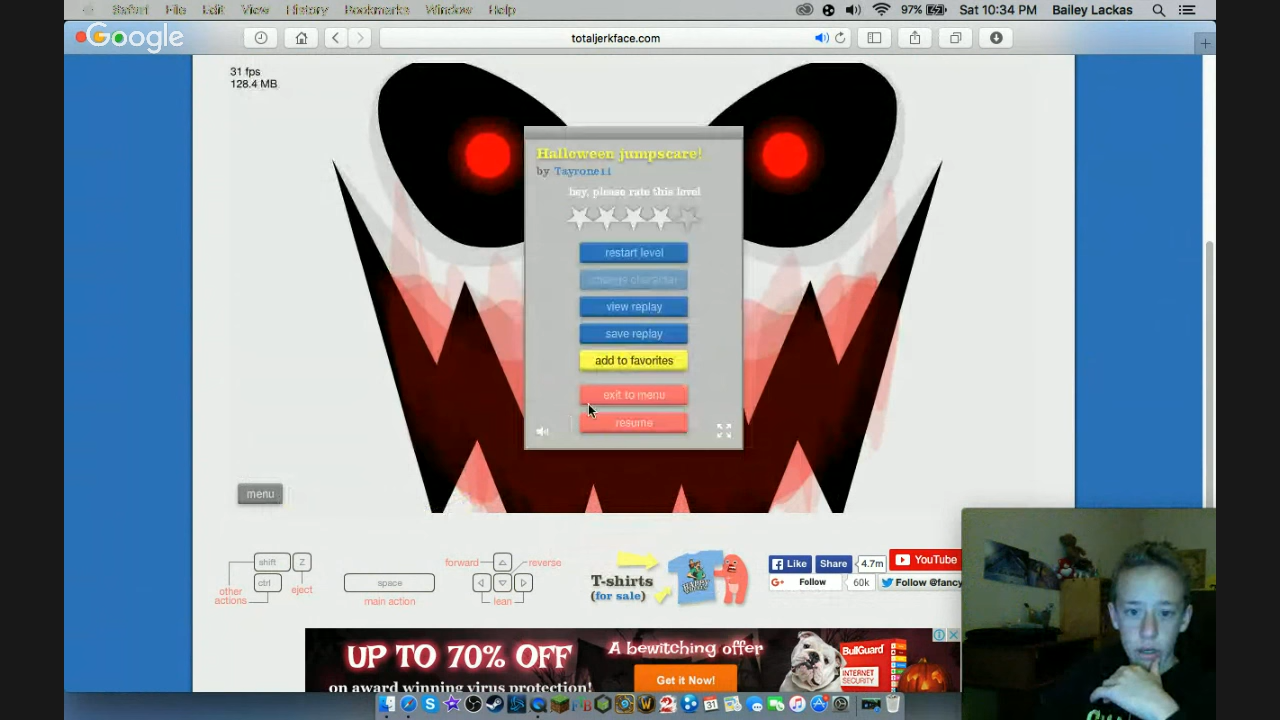 Safari File Edit View History Bookmarks Window Help 97% Sat 10:34 PM Bailey Lackas
Google
totaljerkface.com
31 fps
128.4 MB
Halloween jumpscare!
by Tayrone11
hey, please rate this level
restart level
change character
view replay
save replay
add to favorites
exit to menu
resume
menu
shift Z
ctrl
other actions
eject
space
main action
forward
reverse
lean
T-shirts
(for sale)
Like Share 4.7m YouTube
G+ Follow 60k Follow @fancy
UP TO 70% OFF
on award winning virus protection!
A bewitching offer
Get it Now!
BullGuard
INTERNET
SECURITY